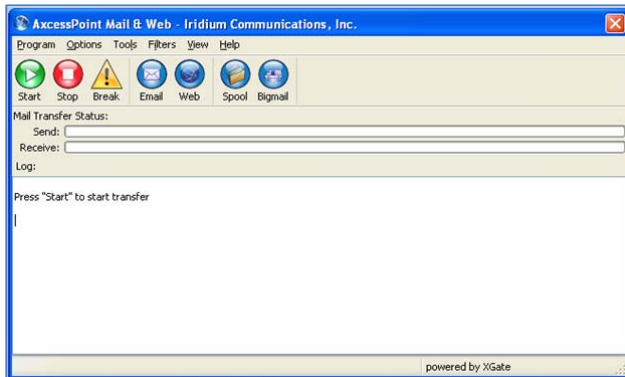 AxcessPoint Mail & Web - Iridium Communications, Inc.
Program Options Tools Filters View Help
Start Stop Break Email Web Spool Bigmail
Mail Transfer Status:
Send:
Receive:
Log:
Press "Start" to start transfer
powered by XGate